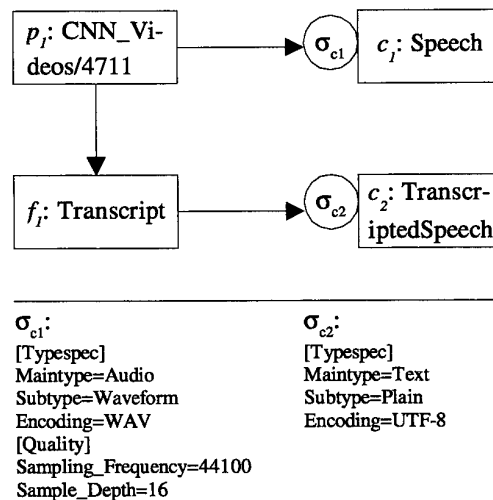 p₁: CNN_Vi-
deos/4711
σc1
c₁: Speech
f₁: Transcript
σc2
c₂: Transcr-
iptedSpeech
σc1:
[Typespec]
Maintype=Audio
Subtype=Waveform
Encoding=WAV
[Quality]
Sampling_Frequency=44100
Sample_Depth=16
σc2:
[Typespec]
Maintype=Text
Subtype=Plain
Encoding=UTF-8